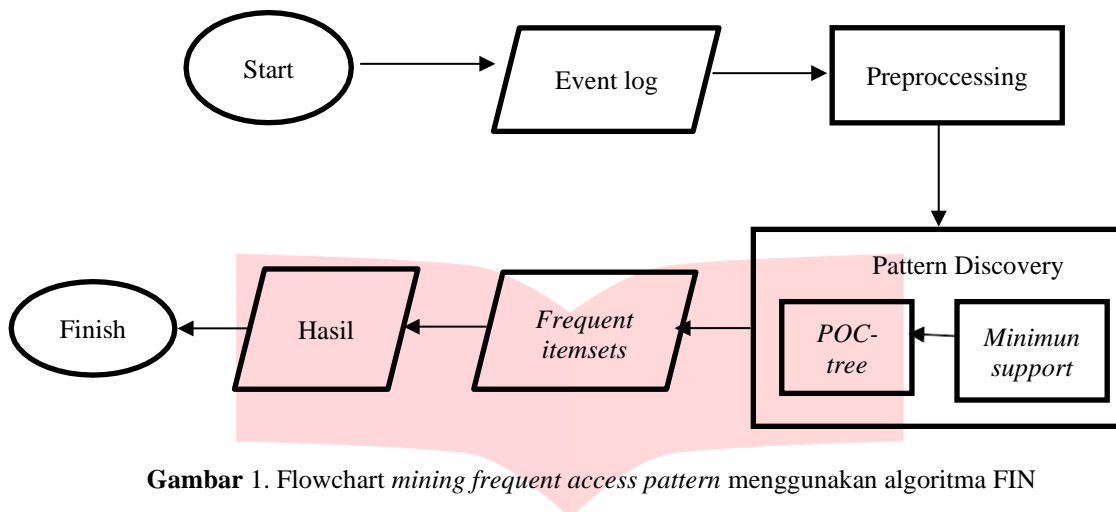 Start
Event log
Preproccessing
Pattern Discovery
Minimun
support
POC-
tree
Frequent
itemsets
Hasil
Finish
Gambar 1. Flowchart mining frequent access pattern menggunakan algoritma FIN